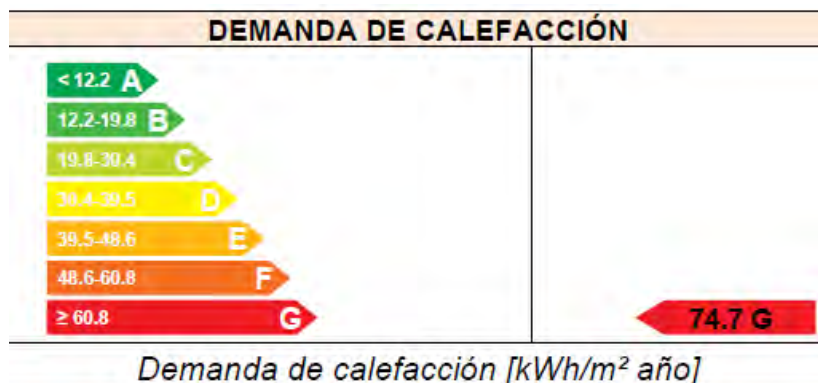 DEMANDA DE CALEFACCIÓN
< 12.2 A
12.2-19.8 B
19.8-30.4 C
30.4-39.5 D
39.5-48.6 E
48.6-60.8 F
≥ 60.8 G
74.7 G
Demanda de calefacción [kWh/m² año]